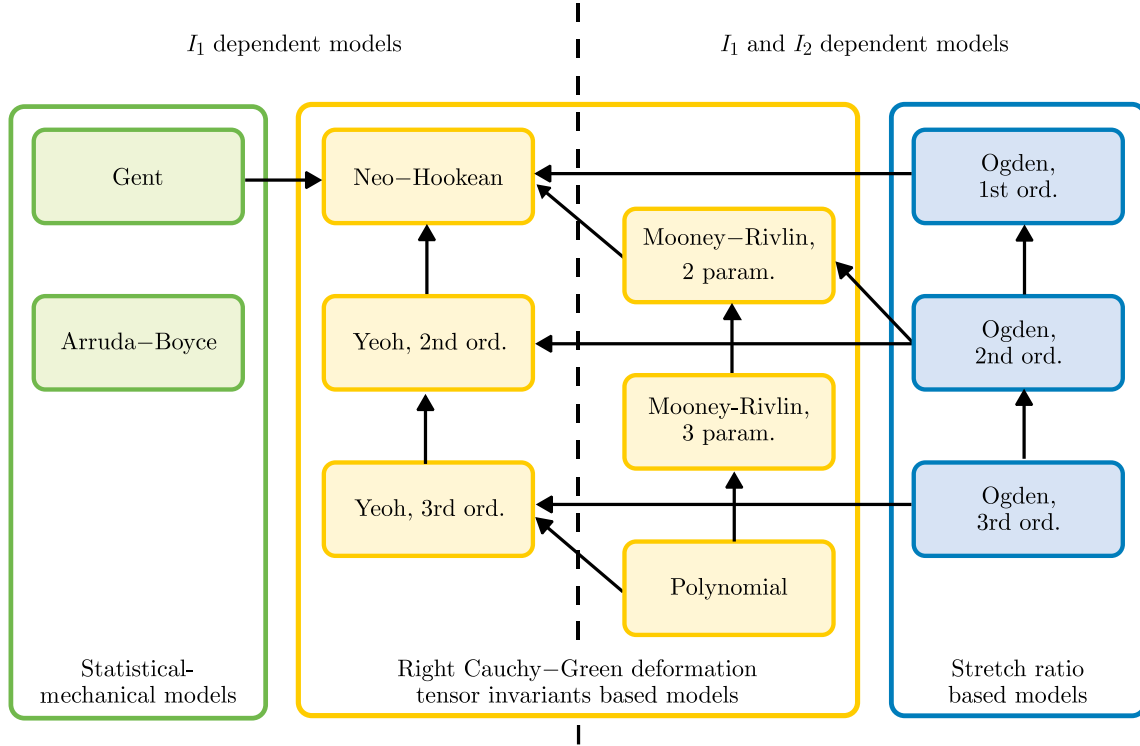 I₁ dependent models
I₁ and I₂ dependent models
Gent
Arruda−Boyce
Statistical-
mechanical models
Neo−Hookean
Yeoh, 2nd ord.
Yeoh, 3rd ord.
Mooney−Rivlin,
2 param.
Mooney-Rivlin,
3 param.
Polynomial
Right Cauchy−Green deformation
tensor invariants based models
Ogden,
1st ord.
Ogden,
2nd ord.
Ogden,
3rd ord.
Stretch ratio
based models